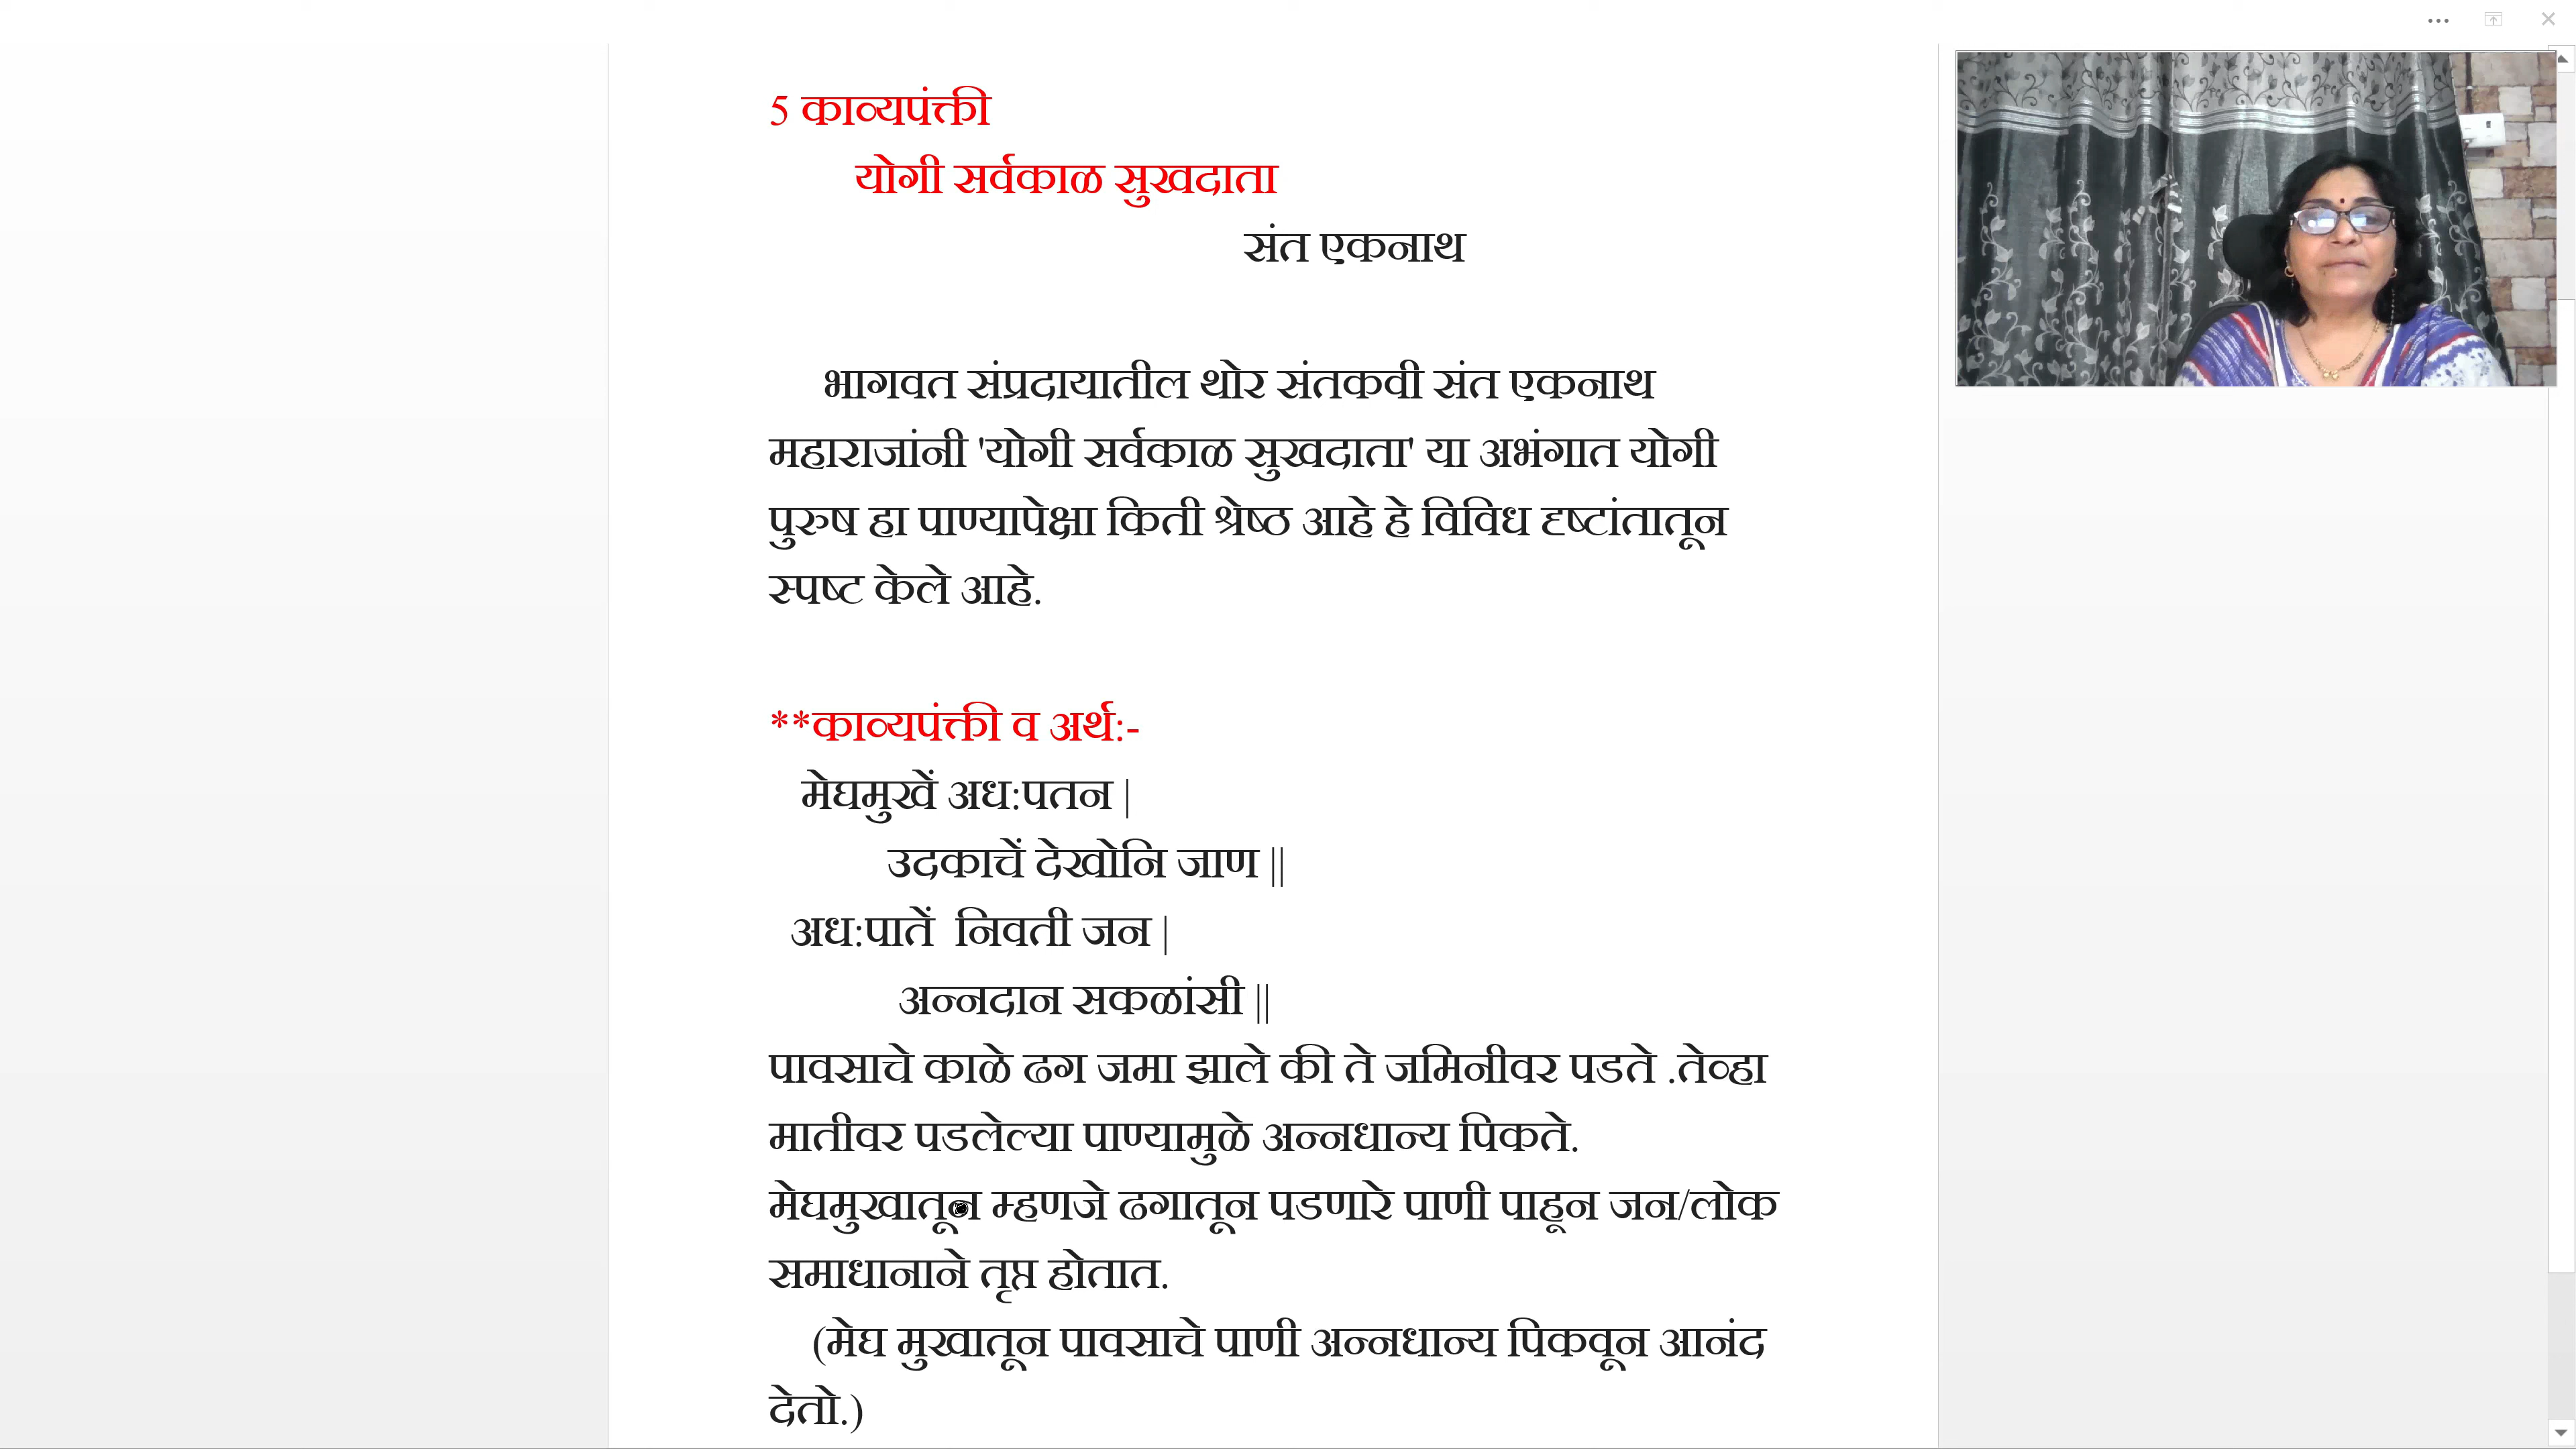 5 काव्यपंक्ती
योगी सर्वकाळ सुखदाता
संत एकनाथ
भागवत संप्रदायातील थोर संतकवी संत एकनाथ
महाराजांनी 'योगी सर्वकाळ सुखदाता' या अभंगात योगी
पुरुष हा पाण्यापेक्षा किती श्रेष्ठ आहे हे विविध दृष्टांतातून
स्पष्ट केले आहे.
**काव्यपंक्ती व अर्थ:-
मेघमुखें अध:पतन |
उदकाचें देखोनि जाण ||
अध:पातें निवती जन |
अन्नदान सकळांसी ||
पावसाचे काळे ढग जमा झाले की ते जमिनीवर पडते .तेव्हा
मातीवर पडलेल्या पाण्यामुळे अन्नधान्य पिकते.
मेघमुखातून म्हणजे ढगातून पडणारे पाणी पाहून जन/लोक
समाधानाने तृप्त होतात.
(मेघ मुखातून पावसाचे पाणी अन्नधान्य पिकवून आनंद
देतो.)